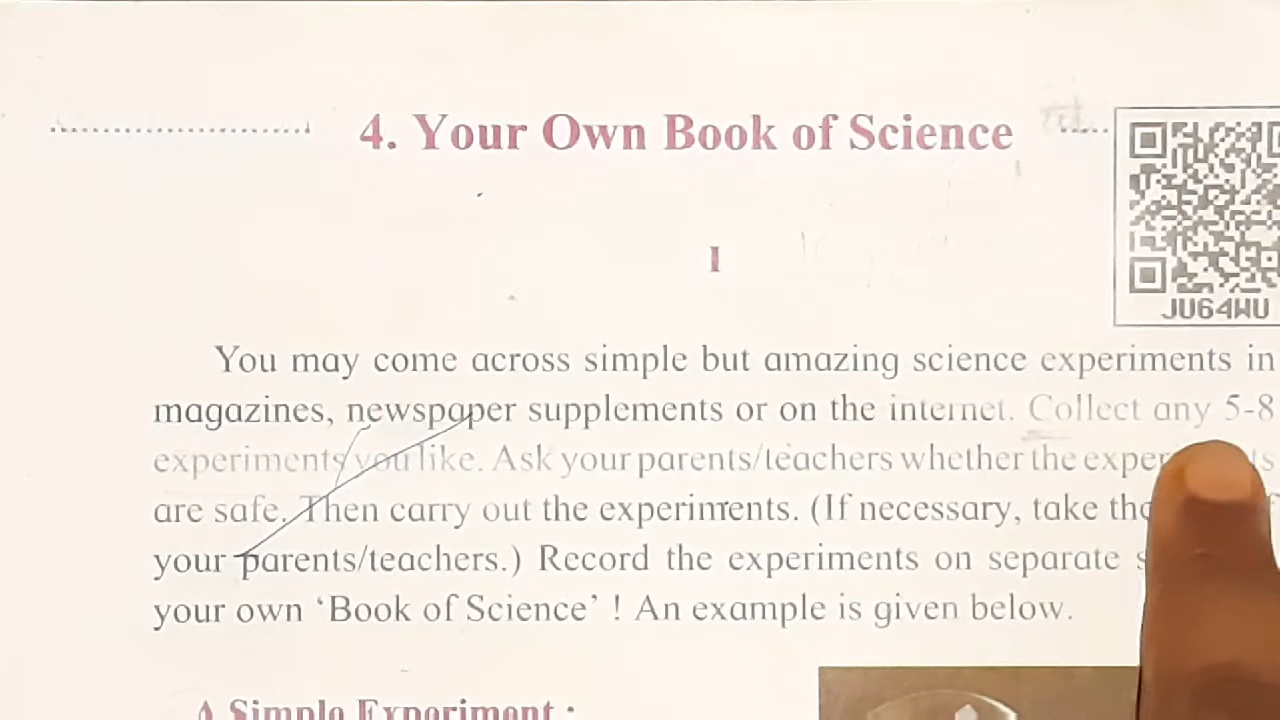 4. Your Own Book of Science
JU64WU
I
You may come across simple but amazing science experiments in
magazines, newspaper supplements or on the internet. Collect any 5-8
experiments you like. Ask your parents/teachers whether the
are safe. Then carry out the experiments. (If necessary, take
your parents/teachers.) Record the experiments on separate
your own ‘Book of Science’ ! An example is given below.
A Simple Experiment :